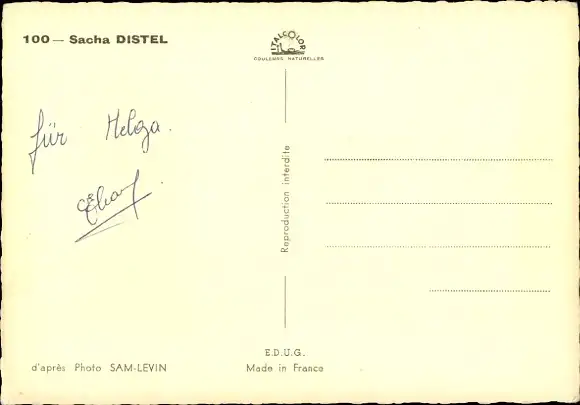 100 — Sacha DISTEL
ITALCOLOR
COULEURS NATURELLES
für Helga.
Reproduction interdite
d'après Photo SAM-LEVIN
E.D.U.G.
Made in France